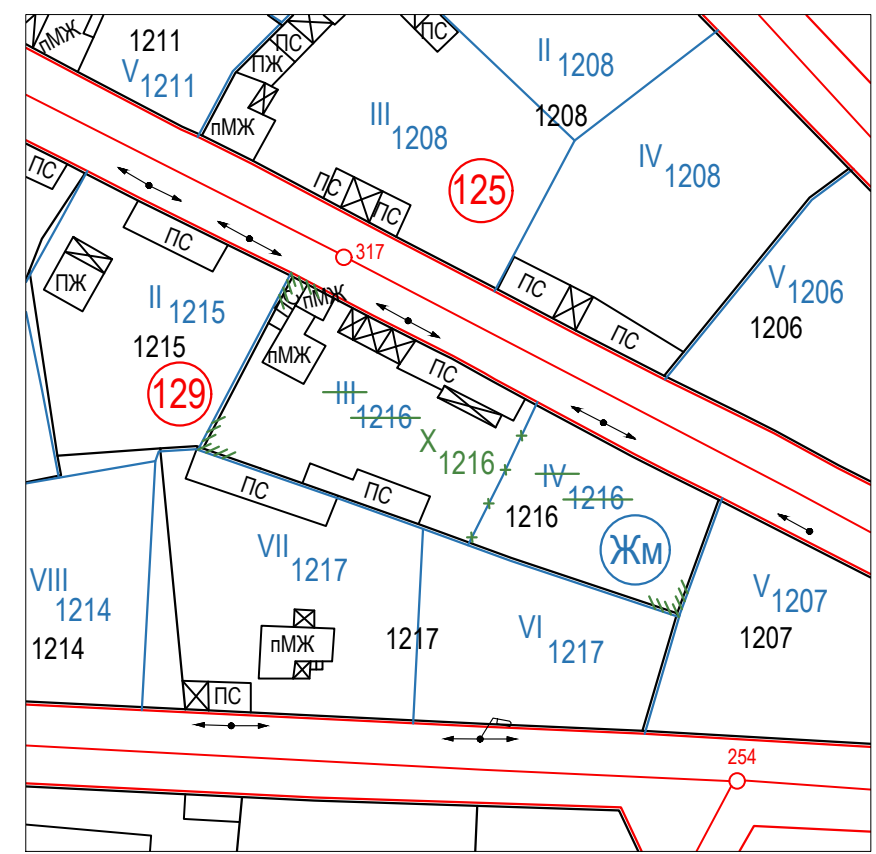 пМЖ
1211
V 1211
ПС
ПЖ
пМЖ
ПС
II 1208
1208
III 1208
IV 1208
125
ПС
ПС
317
ПС
ПС
ПЖ
II 1215
1215
129
пМЖ
пМЖ
ПС
ПС
ПС
V 1206
1206
III 1216
X 1216
IV 1216
1216
Жм
ПС
ПС
VII 1217
VIII 1214
1214
пМЖ
1217
VI 1217
V 1207
1207
ПС
254